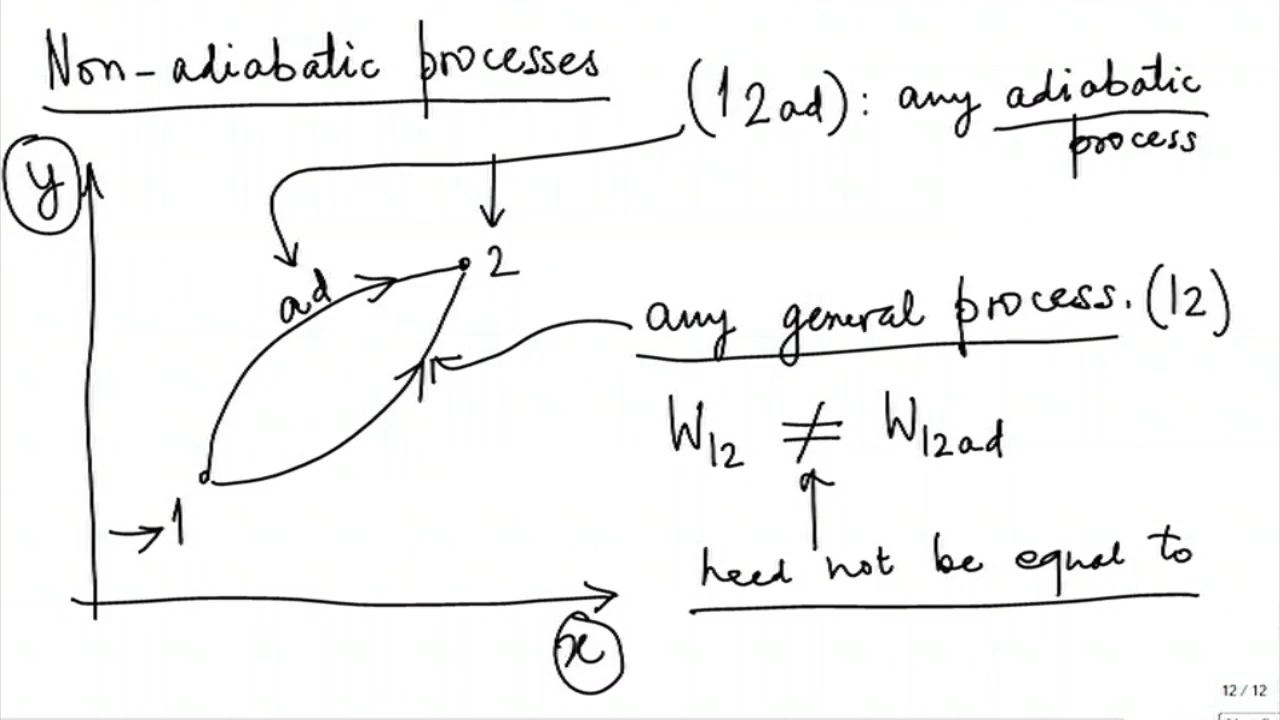 Non-adiabatic processes
(12ad): any adiabatic
process
y
ad
2
any general process. (12)
W12 ≠ W12ad
1
need not be equal to
x
12 / 12